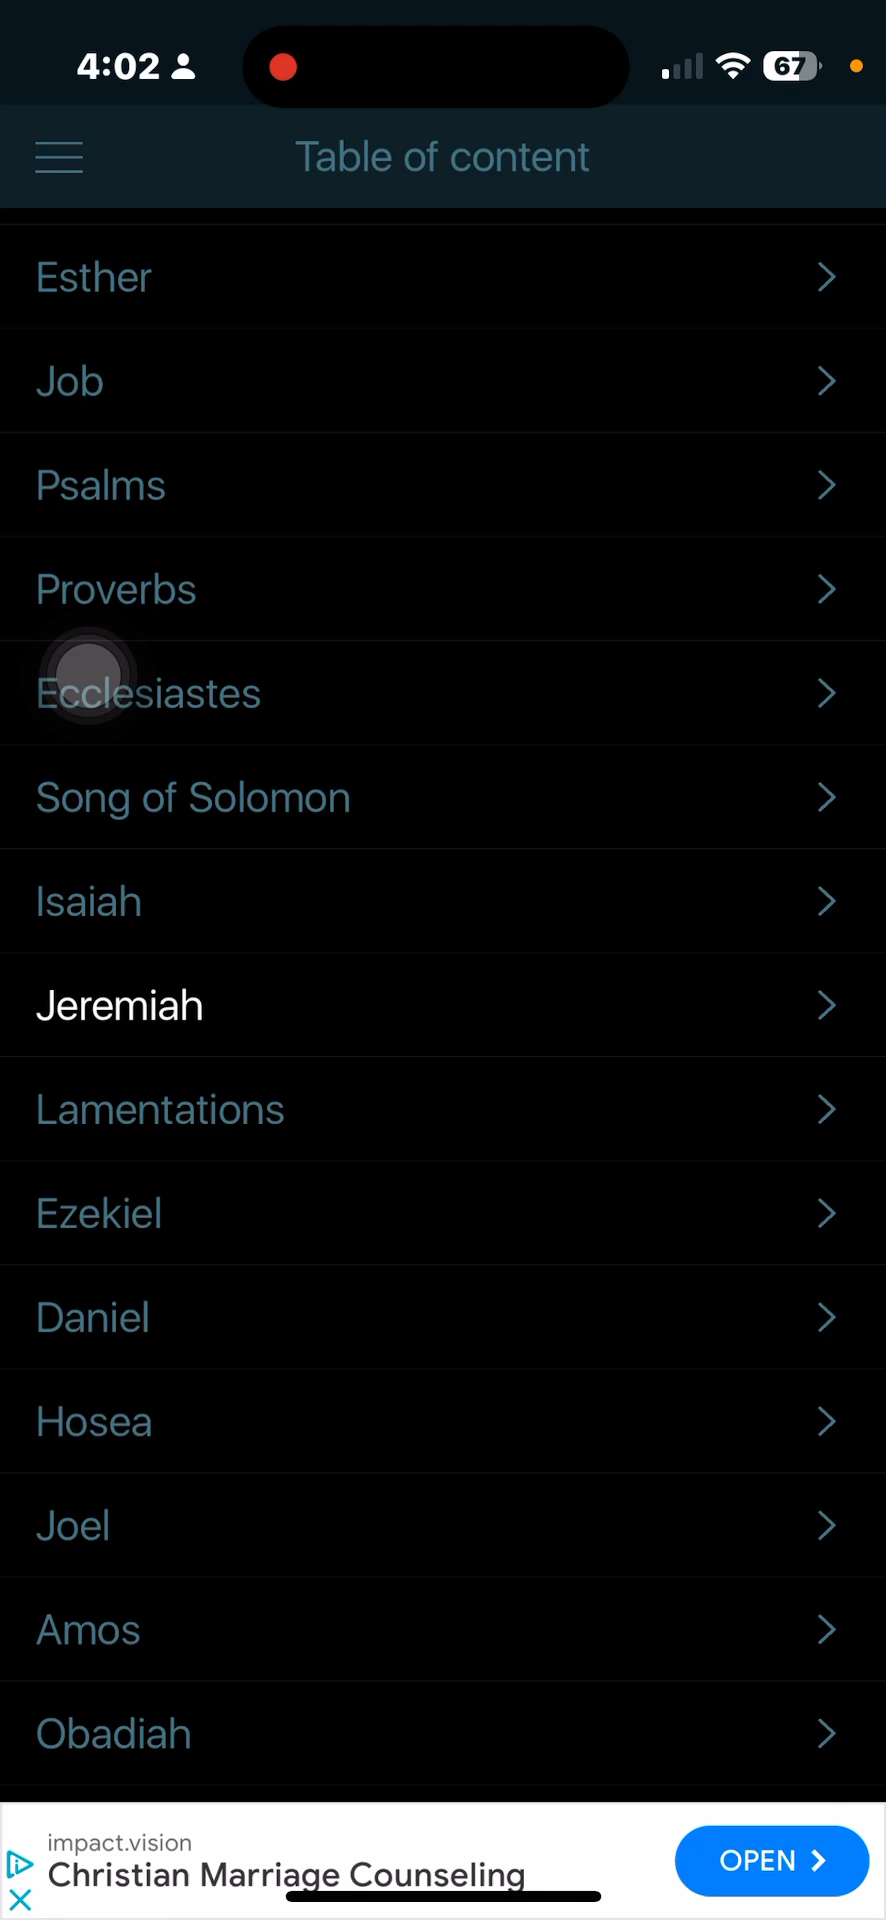 4:02
67
Table of content
Esther
Job
Psalms
Proverbs
Ecclesiastes
Song of Solomon
Isaiah
Jeremiah
Lamentations
Ezekiel
Daniel
Hosea
Joel
Amos
Obadiah
impact.vision
Christian Marriage Counseling
OPEN